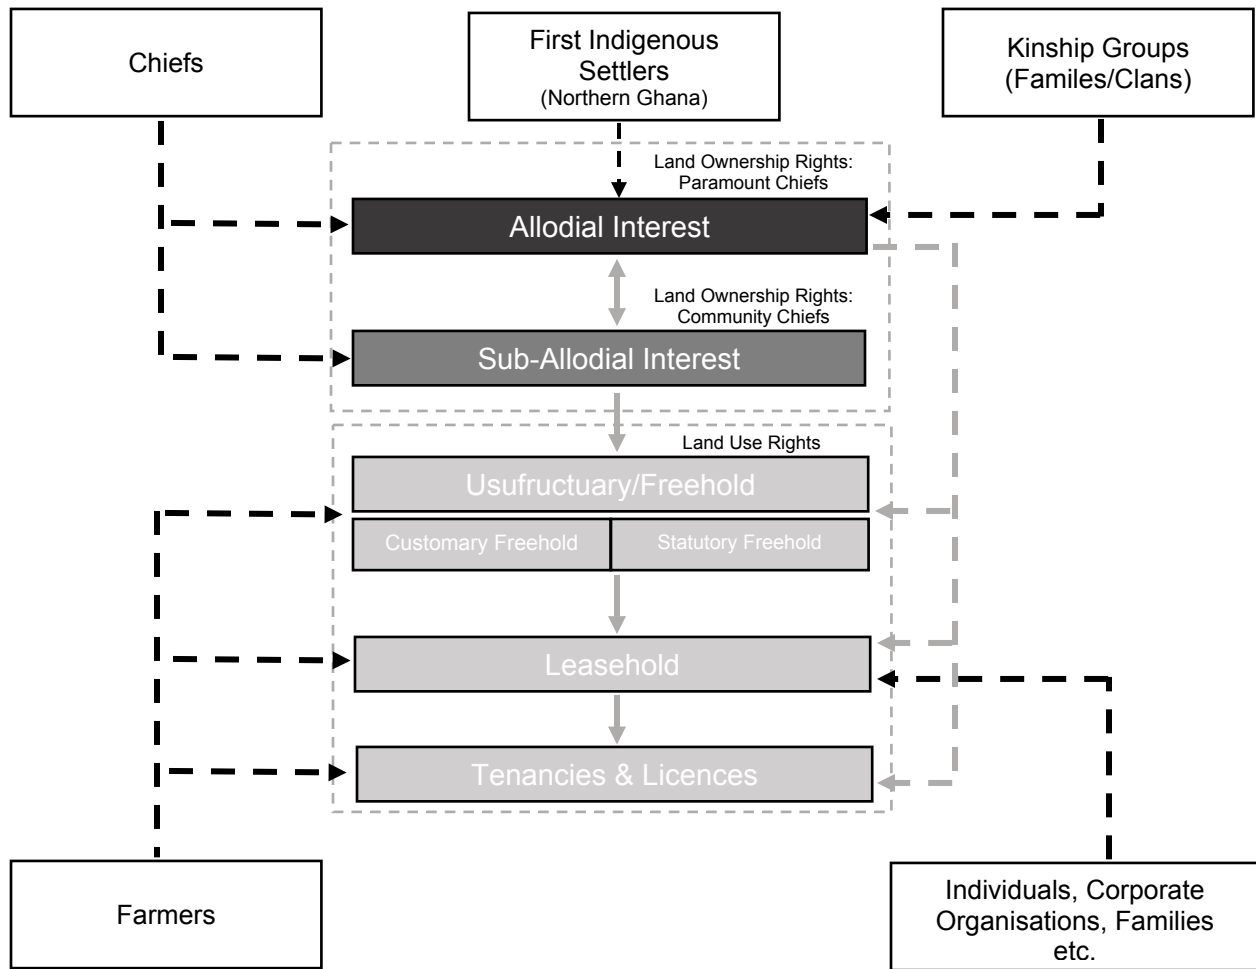 Chiefs
First Indigenous
Settlers
(Northern Ghana)
Kinship Groups
(Familes/Clans)
Land Ownership Rights:
Paramount Chiefs
Allodial Interest
Land Ownership Rights:
Community Chiefs
Sub-Allodial Interest
Land Use Rights
Usufructuary/Freehold
Customary Freehold
Statutory Freehold
Leasehold
Tenancies & Licences
Farmers
Individuals, Corporate
Organisations, Families
etc.